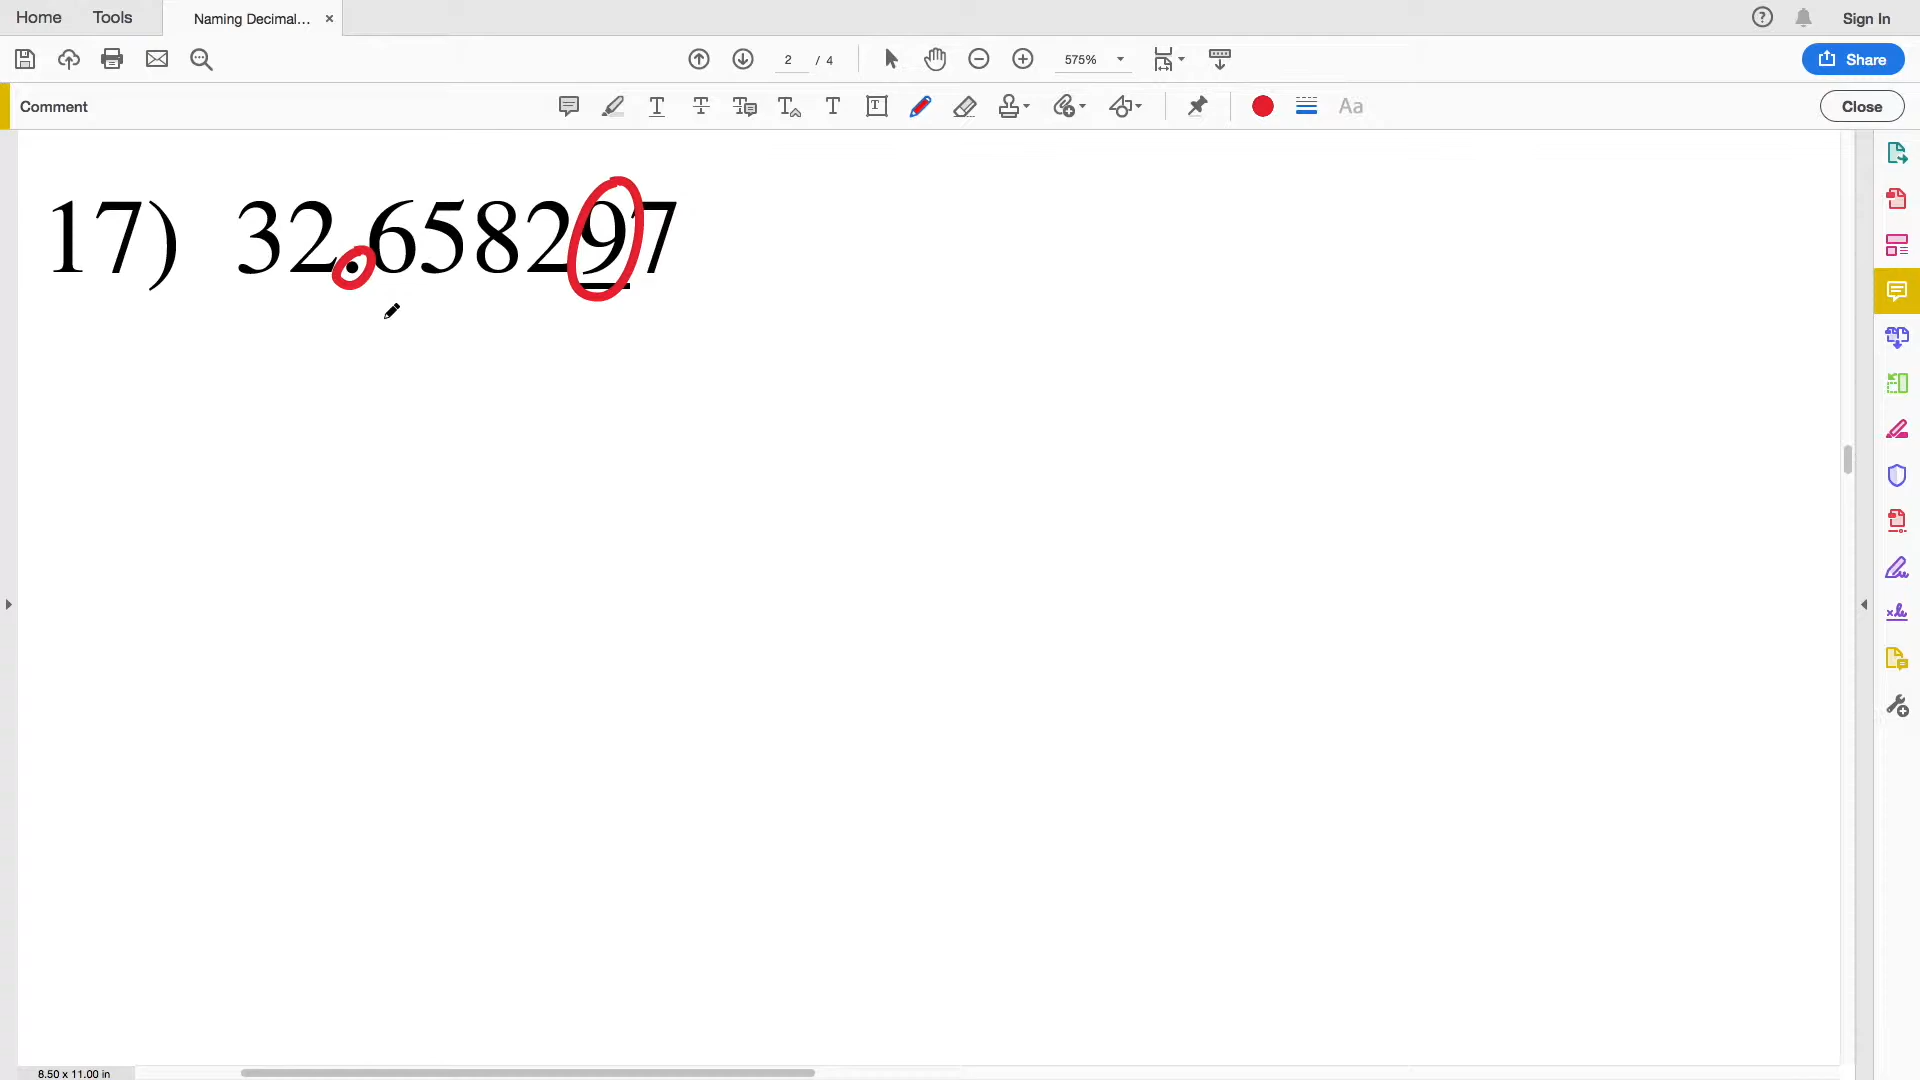 Home Tools Naming Decimal... × Sign In
2 / 4 575% Share
Comment Aa Close
17) 32.658297
8.50 x 11.00 in